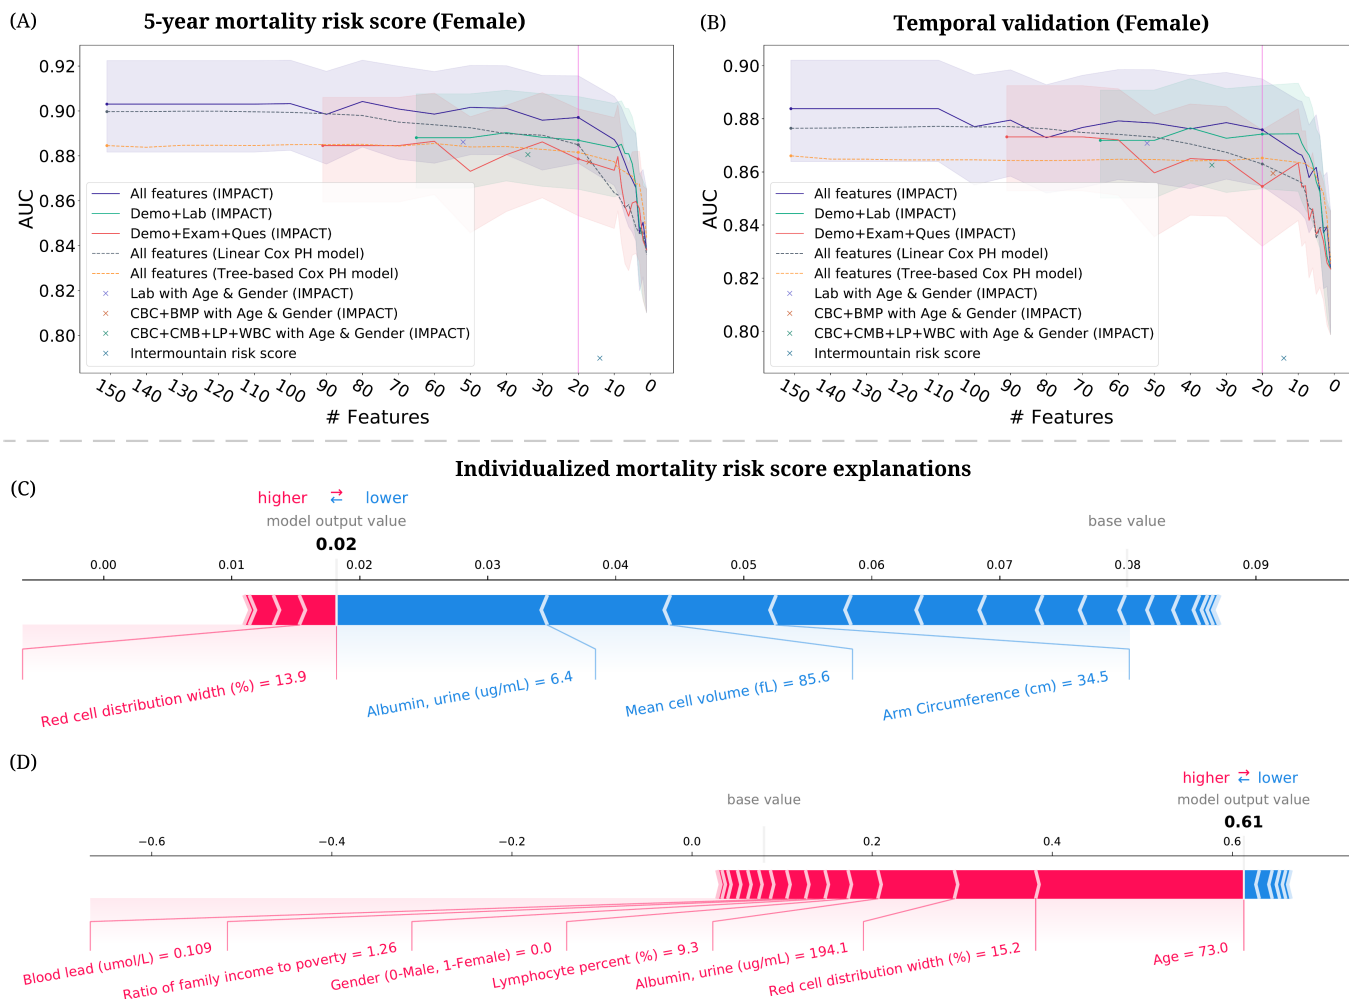 (A)
5-year mortality risk score (Female)
0.92
0.90
0.88
0.86
0.84
0.82
0.80
AUC
All features (IMPACT)
Demo+Lab (IMPACT)
Demo+Exam+Ques (IMPACT)
All features (Linear Cox PH model)
All features (Tree-based Cox PH model)
Lab with Age & Gender (IMPACT)
CBC+BMP with Age & Gender (IMPACT)
CBC+CMB+LP+WBC with Age & Gender (IMPACT)
Intermountain risk score
150 140 130 120 110 100 90 80 70 60 50 40 30 20 10 0
# Features
(B)
Temporal validation (Female)
0.90
0.88
0.86
0.84
0.82
0.80
AUC
All features (IMPACT)
Demo+Lab (IMPACT)
Demo+Exam+Ques (IMPACT)
All features (Linear Cox PH model)
All features (Tree-based Cox PH model)
Lab with Age & Gender (IMPACT)
CBC+BMP with Age & Gender (IMPACT)
CBC+CMB+LP+WBC with Age & Gender (IMPACT)
Intermountain risk score
150 140 130 120 110 100 90 80 70 60 50 40 30 20 10 0
# Features
Individualized mortality risk score explanations
(C)
higher ⇄ lower
model output value
base value
0.02
0.00 0.01 0.02 0.03 0.04 0.05 0.06 0.07 0.08 0.09
Red cell distribution width (%) = 13.9
Albumin, urine (ug/mL) = 6.4
Mean cell volume (fL) = 85.6
Arm Circumference (cm) = 34.5
(D)
higher ⇄ lower
base value
model output value
0.61
−0.6 −0.4 −0.2 0.0 0.2 0.4 0.6
Blood lead (umol/L) = 0.109
Ratio of family income to poverty = 1.26
Gender (0-Male, 1-Female) = 0.0
Lymphocyte percent (%) = 9.3
Albumin, urine (ug/mL) = 194.1
Red cell distribution width (%) = 15.2
Age = 73.0